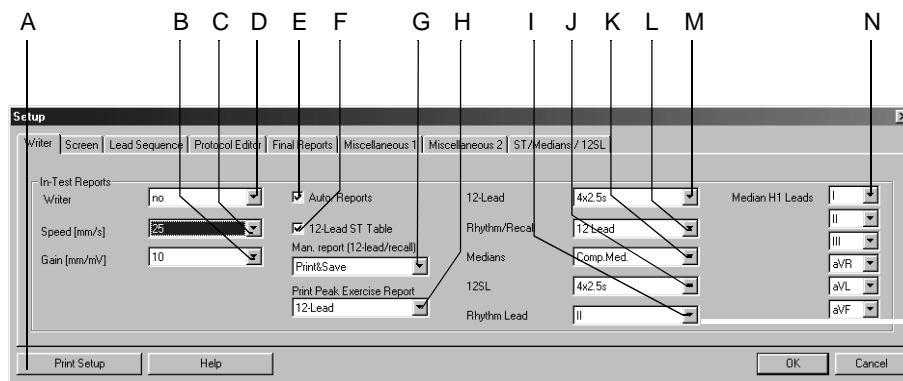 A B C D E F G H I J K L M N
Setup
Writer Screen Lead Sequence Protocol Editor Final Reports Miscellaneous 1 Miscellaneous 2 ST/Medians / 12SL
In-Test Reports
Writer no Auto. Reports 12-Lead 4x2.5s Median H1 Leads I
Speed [mm/s] 25 12-Lead ST Table Rhythm/Recal 12 Lead II
Man. report (12-lead/recall)
Gain [mm/mV] 10 Print&Save Medians Comp.Med. III
Print Peak Exercise Report 12SL 4x2.5s aVR
12-Lead Rhythm Lead II aVL
aVF
Print Setup Help OK Cancel